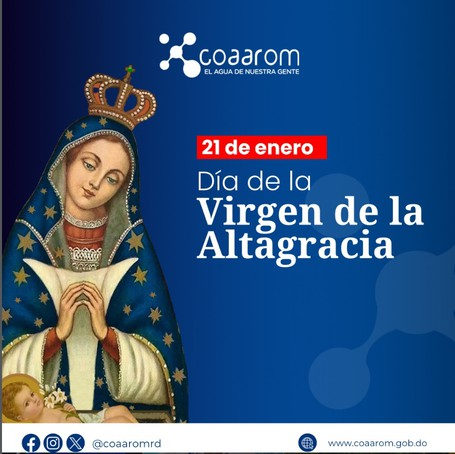 coaarom
EL AGUA DE NUESTRA GENTE
21 de enero
Día de la
Virgen de la
Altagracia
@coaaromrd
www.coaarom.gob.do